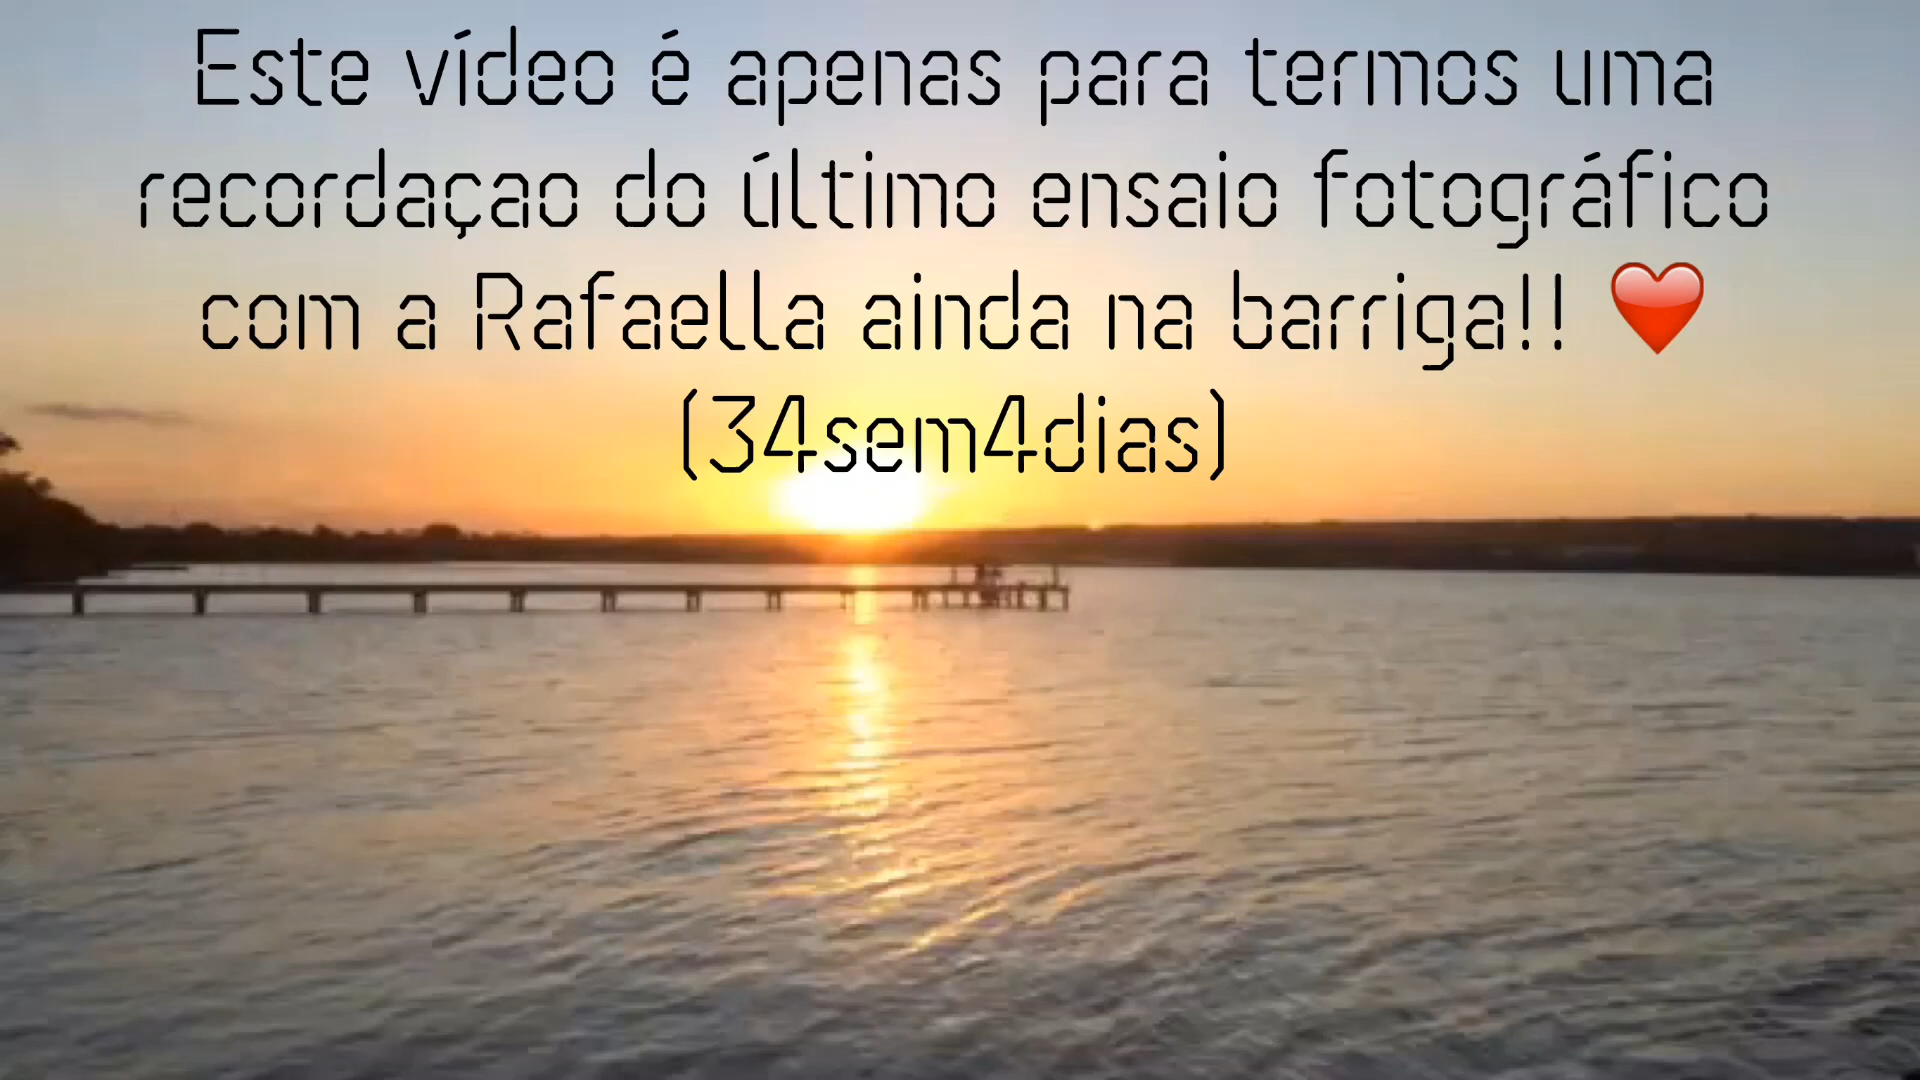 Este vídeo é apenas para termos uma
recordaçao do último ensaio fotográfico
com a Rafaella ainda na barriga!! ❤️
(34sem4dias)